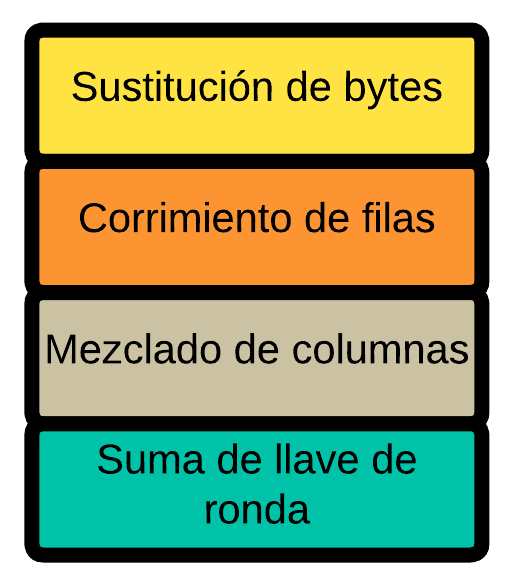 Sustitución de bytes
Corrimiento de filas
Mezclado de columnas
Suma de llave de
ronda